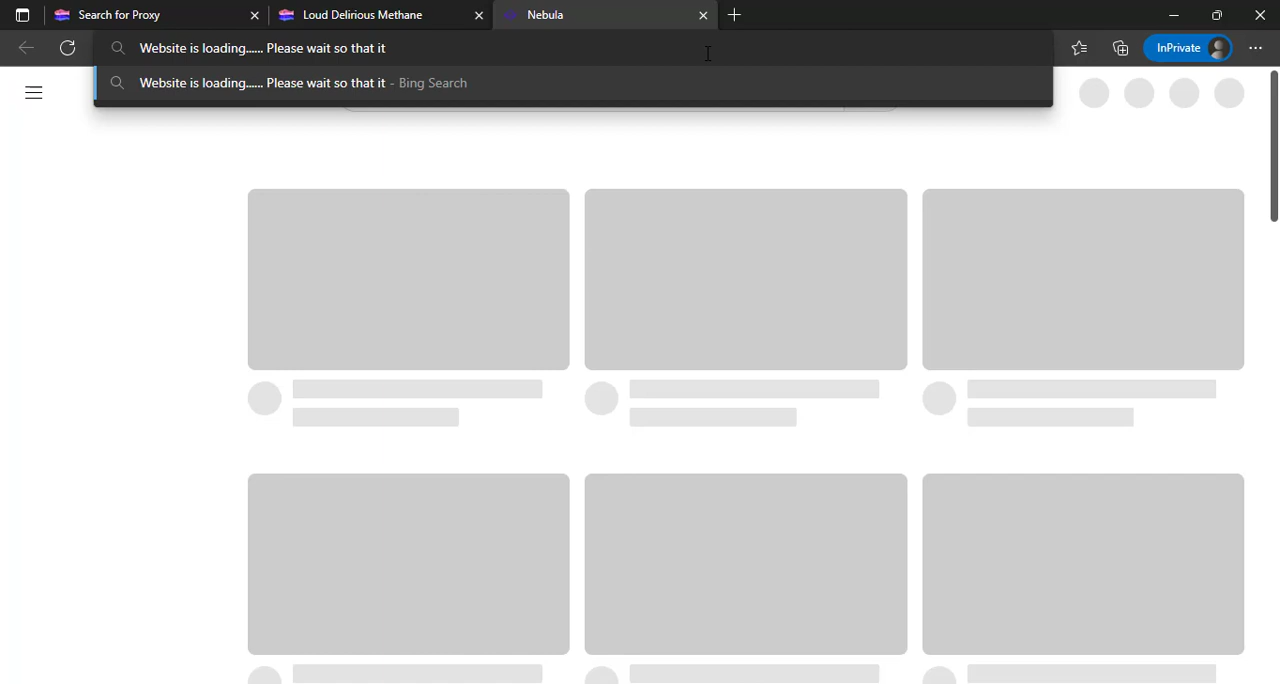 Search for Proxy
Loud Delirious Methane
Nebula
Website is loading...... Please wait so that it
InPrivate
Website is loading...... Please wait so that it - Bing Search